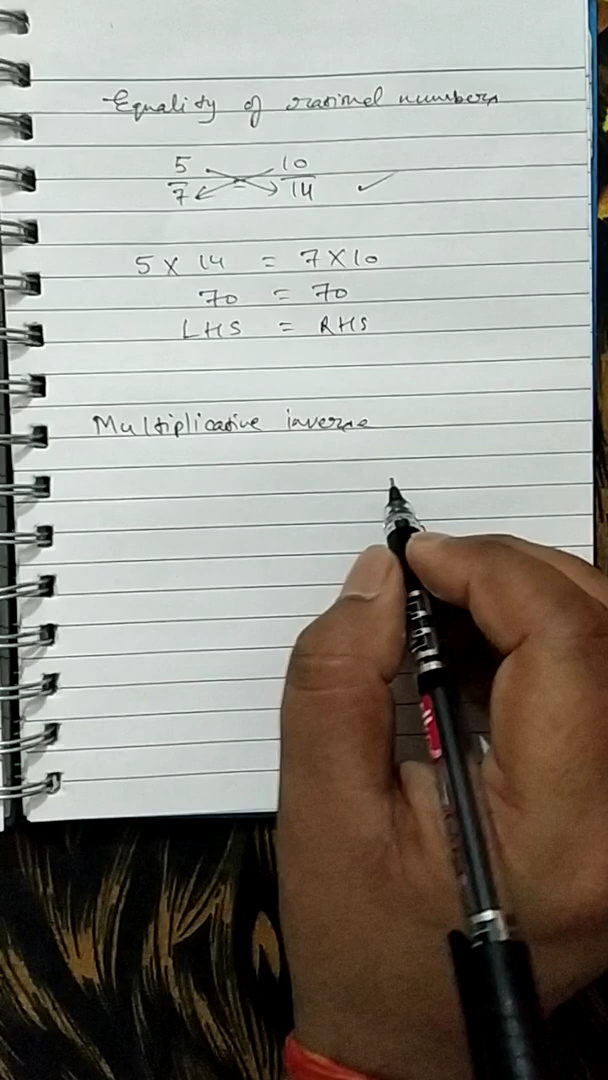 Equality of rational numbers
5/7 = 10/14 ✓
5 × 14 = 7 × 10
70 = 70
LHS = RHS
Multiplicative inverse